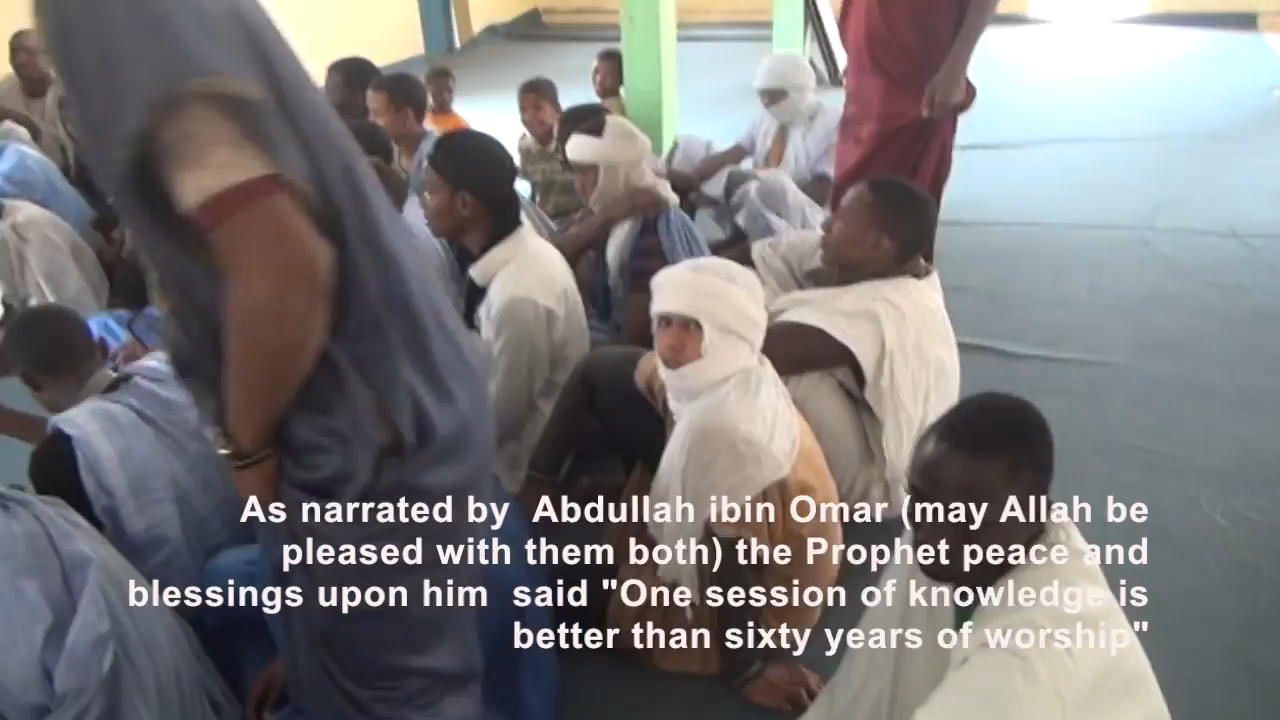 As narrated by  Abdullah ibin Omar (may Allah be
pleased with them both) the Prophet peace and
blessings upon him  said "One session of knowledge is
better than sixty years of worship"